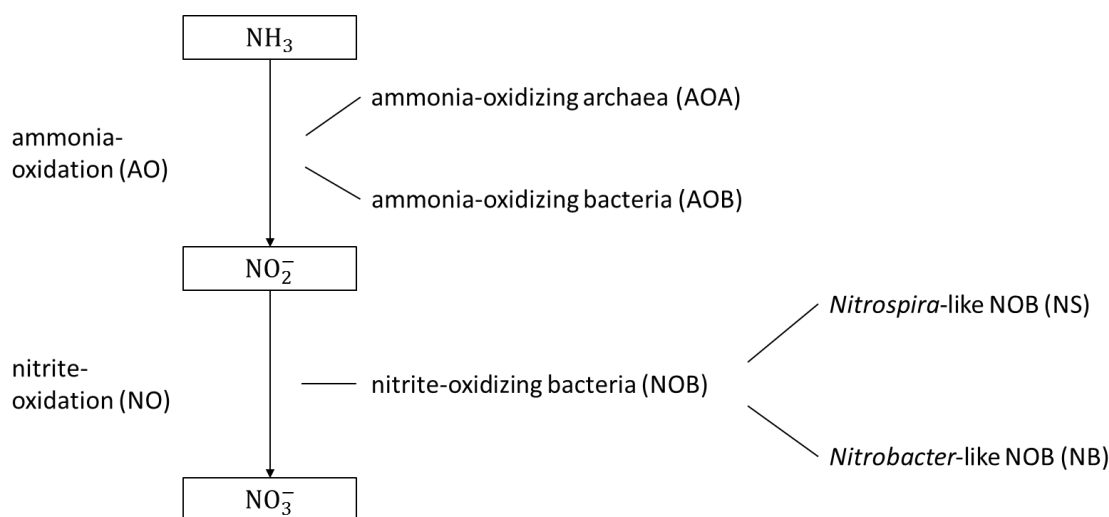 NH₃
ammonia-oxidizing archaea (AOA)
ammonia-
oxidation (AO)
ammonia-oxidizing bacteria (AOB)
NO₂⁻
Nitrospira-like NOB (NS)
nitrite-
oxidation (NO)
nitrite-oxidizing bacteria (NOB)
Nitrobacter-like NOB (NB)
NO₃⁻